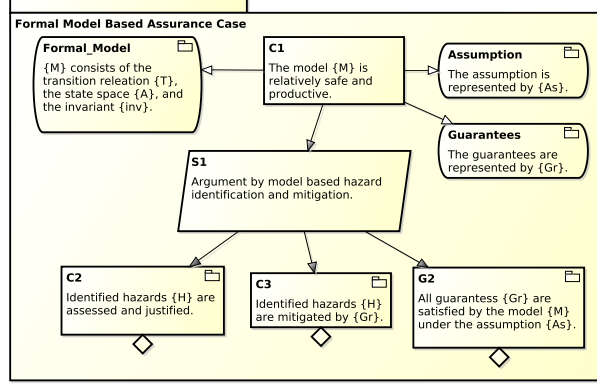 Formal Model Based Assurance Case
Formal_Model
{M} consists of the
transition releation {T},
the state space {A}, and
the invariant {inv}.
C1
The model {M} is
relatively safe and
productive.
Assumption
The assumption is
represented by {As}.
Guarantees
The guarantees are
represented by {Gr}.
S1
Argument by model based hazard
identification and mitigation.
C2
Identified hazards {H} are
assessed and justified.
C3
Identified hazards {H}
are mitigated by {Gr}.
G2
All guarantess {Gr} are
satisfied by the model {M}
under the assumption {As}.